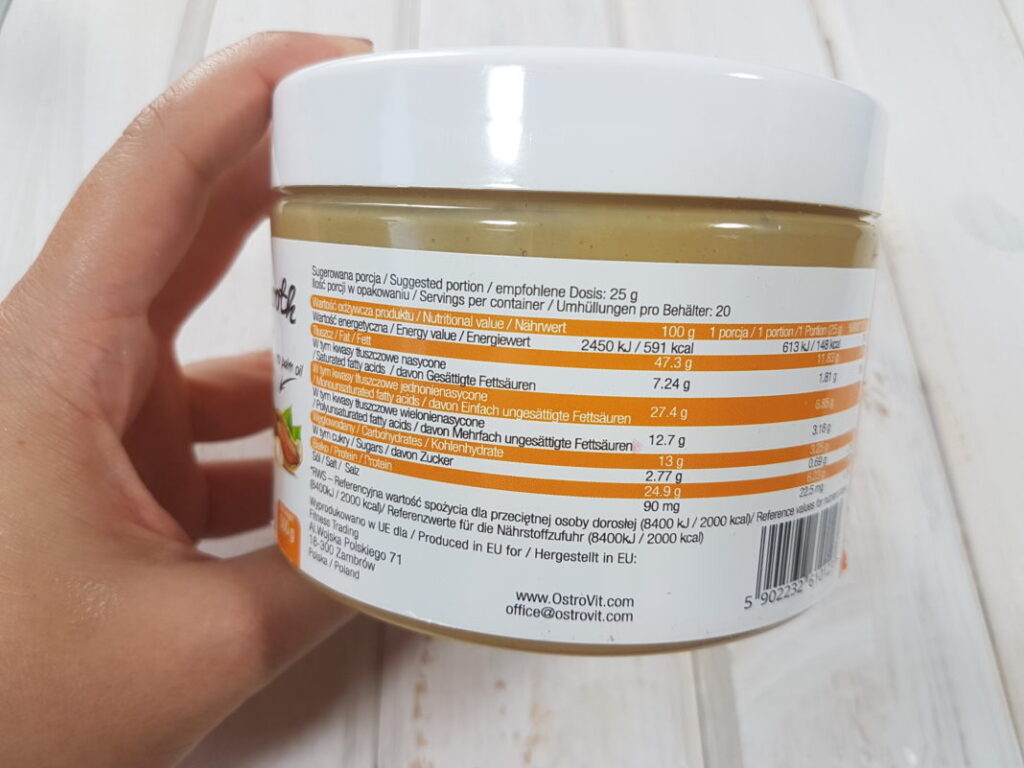 Sugerowana porcja / Suggested portion / empfohlene Dosis: 25 g
Ilość porcji w opakowaniu / Servings per container / Umhüllungen pro Behälter: 20
Wartość odżywcza produktu / Nutritional value / Nahrwert 100 g 1 porcja / 1 portion /1 Portion (25 g
Wartość energetyczna / Energy value / Energiewert 2450 kJ / 591 kcal 613 kJ / 148 kcal
Tłuszcz / Fat / Fett 47.3 g 11.83 g
W tym kwasy tłuszczowe nasycone
/ Saturated fatty acids / davon Gesättigte Fettsäuren 7.24 g 1.81 g
W tym kwasy tłuszczowe jednonienasycone
/ Monounsaturated fatty acids / davon Einfach ungesättigte Fettsäuren 27.4 g 6.85 g
W tym kwasy tłuszczowe wielonienasycone
/ Polyunsaturated fatty acids / davon Mehrfach ungesättigte Fettsäuren 12.7 g 3.18 g
Węglowodany / Carbohydrates / Kohlenhydrate 13 g
W tym cukry / Sugars / davon Zucker 2.77 g 0.69 g
Białko / Protein / Protein 24.9 g
Sól / Salt / Salz 90 mg 22.5 mg
*RWS – Referencyjna wartość spożycia dla przeciętnej osoby dorosłej (8400 kJ / 2000 kcal)/ Reference values for
(8400kJ / 2000 kcal)/ Referenzwerte für die Nährstoffzufuhr (8400kJ / 2000 kcal)
Wyprodukowano w UE dla / Produced in EU for / Hergestellt in EU:
Fitness Trading
Al.Wojska Polskiego 71
18-300 Zambrów
Polska / Poland
www.OstroVit.com
office@ostrovit.com
5 902232
palm oil